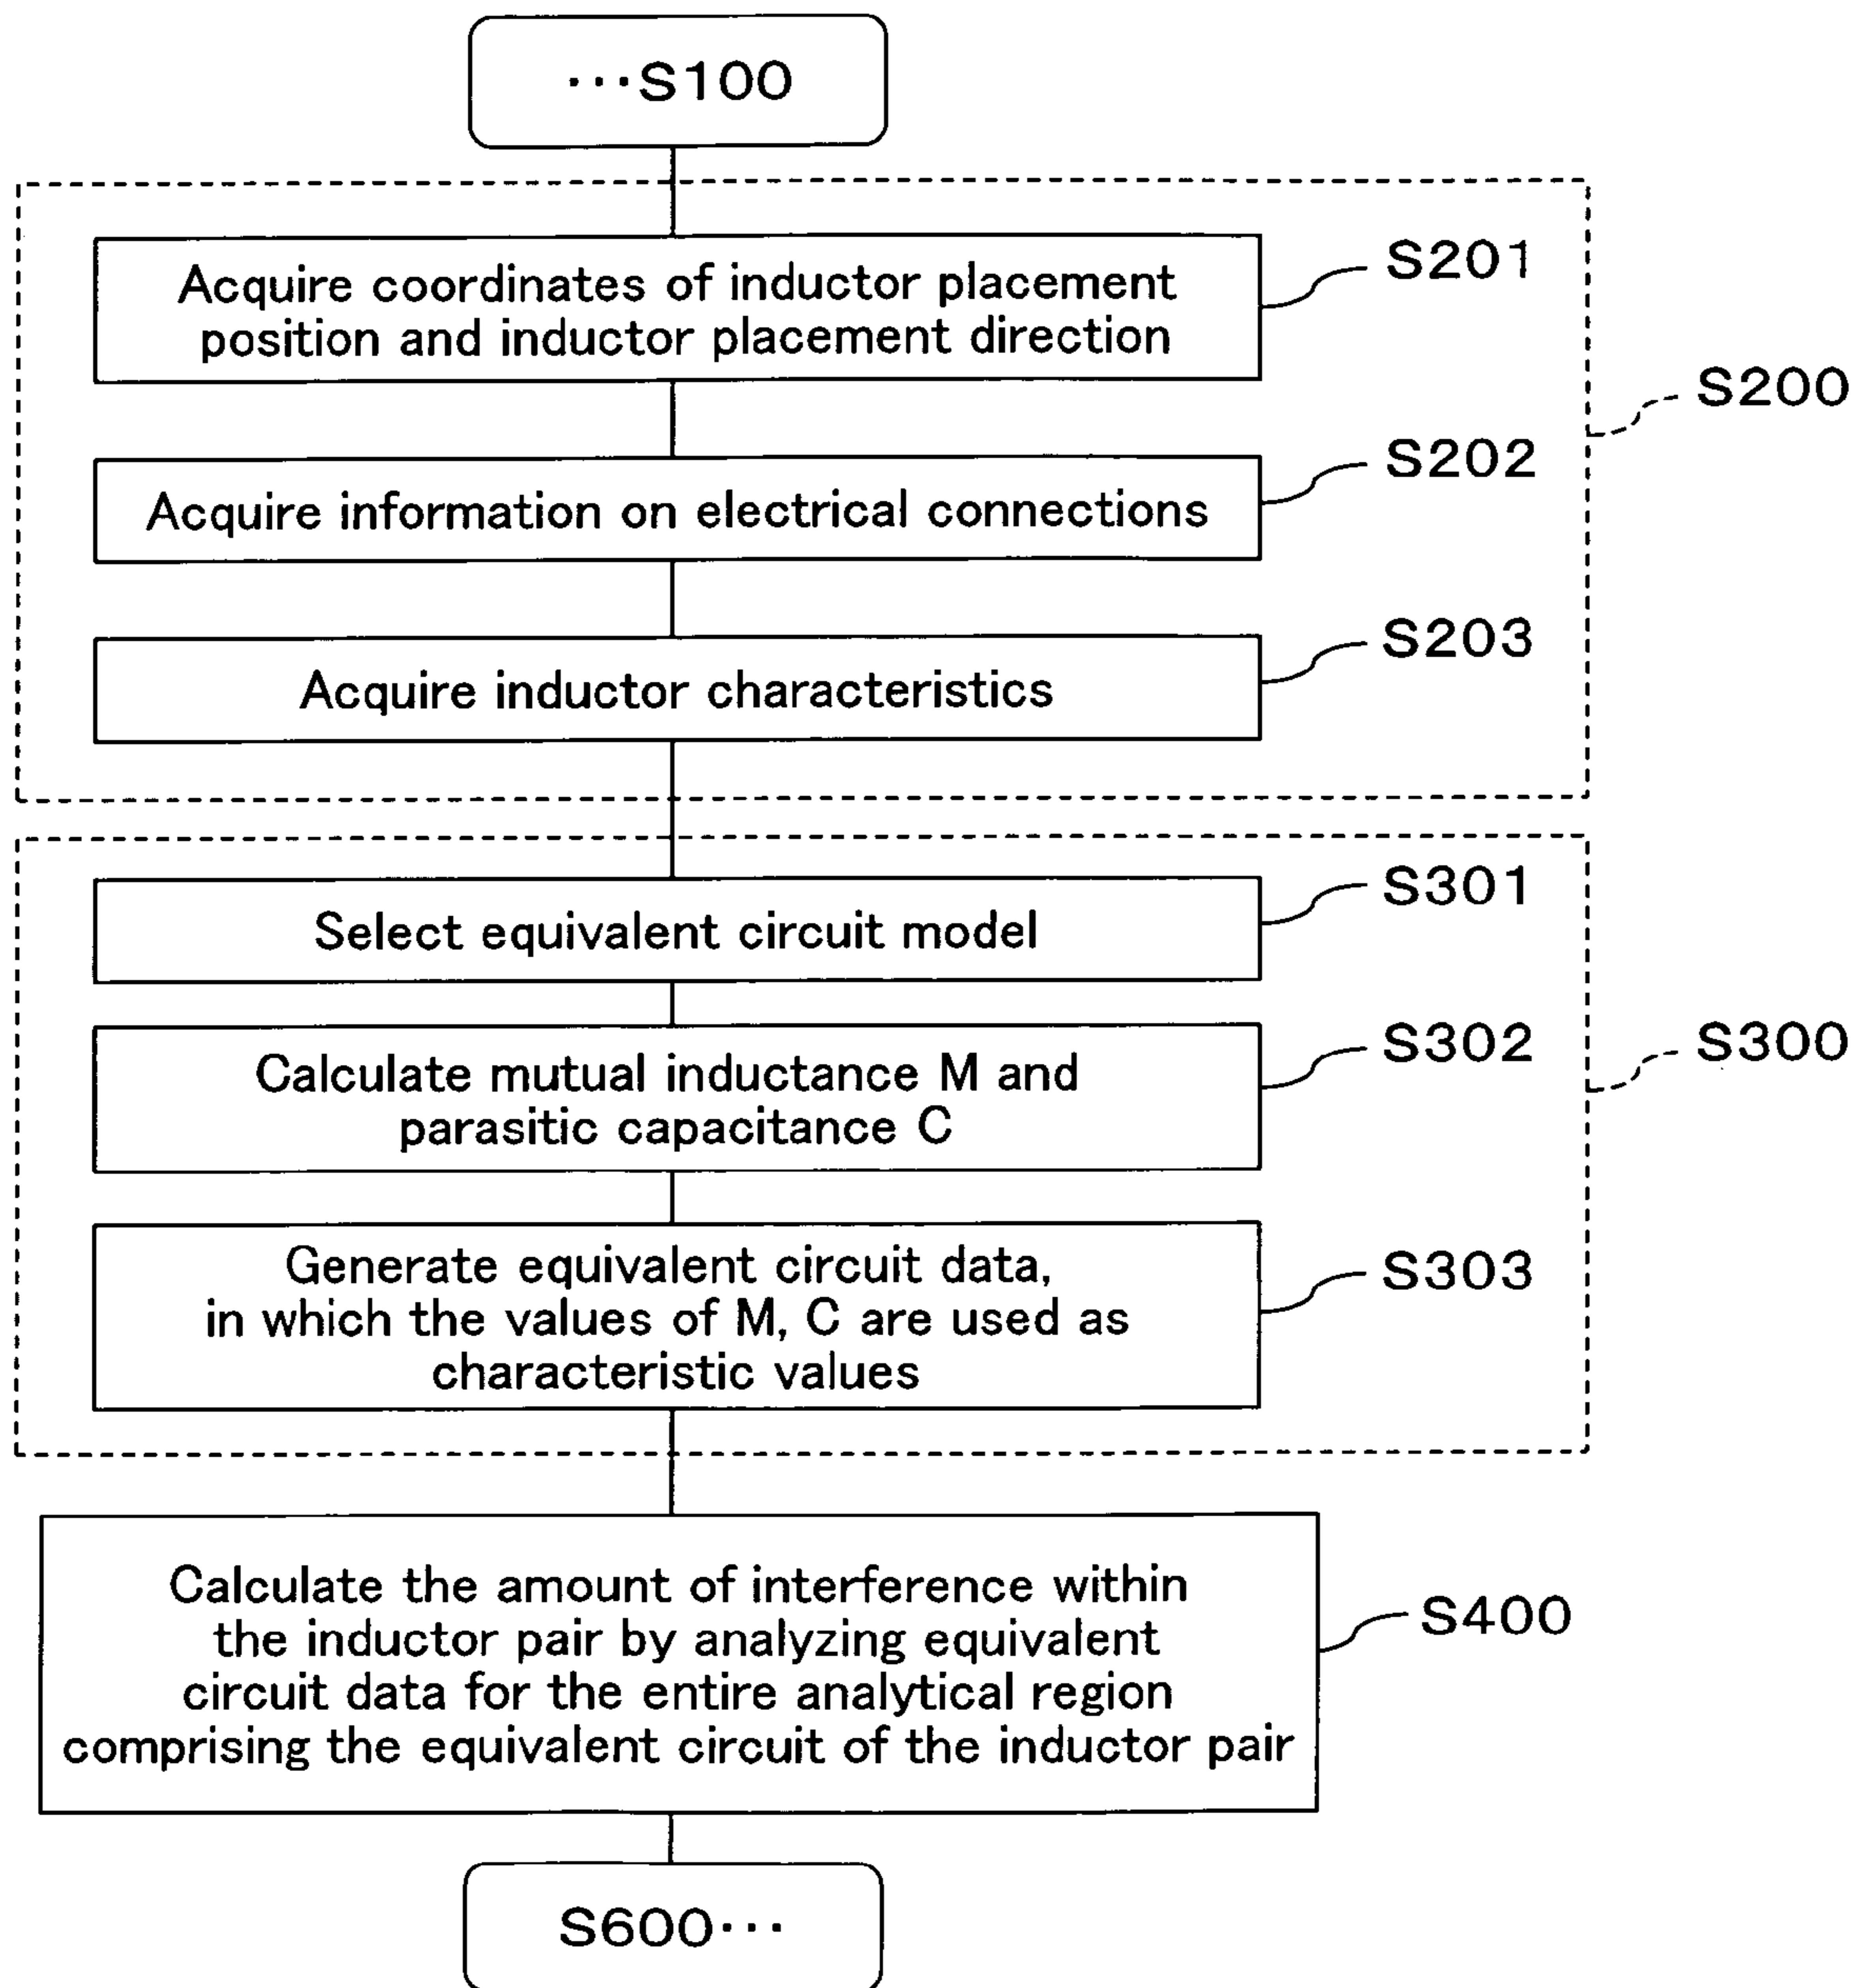 …S100
Acquire coordinates of inductor placement
position and inductor placement direction
S201
S200
Acquire information on electrical connections
S202
Acquire inductor characteristics
S203
Select equivalent circuit model
S301
Calculate mutual inductance M and
parasitic capacitance C
S302
S300
Generate equivalent circuit data,
in which the values of M, C are used as
characteristic values
S303
Calculate the amount of interference within
the inductor pair by analyzing equivalent
circuit data for the entire analytical region
comprising the equivalent circuit of the inductor pair
S400
S600…